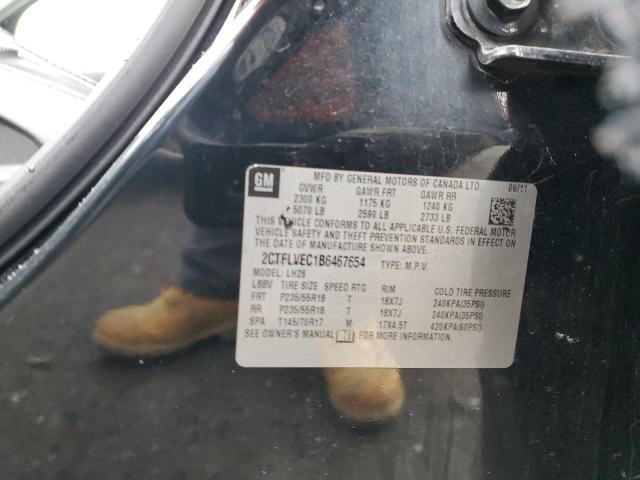 GM
MFD BY GENERAL MOTORS OF CANADA LTD. 06/11
GVWR GAWR FRT GAWR RR
2300 KG 1175 KG 1240 KG
5070 LB 2590 LB 2733 LB
THIS VEHICLE CONFORMS TO ALL APPLICABLE U.S. FEDERAL MOTOR
VEHICLE SAFETY AND THEFT PREVENTION STANDARDS IN EFFECT ON
THE DATE OF MANUFACTURE SHOWN ABOVE.
2CTFLVEC1B6467654 TYPE: M.P.V.
MODEL: LH26
LBBV TIRE SIZE SPEED RTG RIM COLD TIRE PRESSURE
FRT P235/55R18 T 18X7J 240KPA(35PSI)
RR P235/55R18 T 18X7J 240KPA(35PSI)
SPA T145/70R17 M 17X4.5T 420KPA(60PSI)
SEE OWNER'S MANUAL FOR MORE INFORMATION.